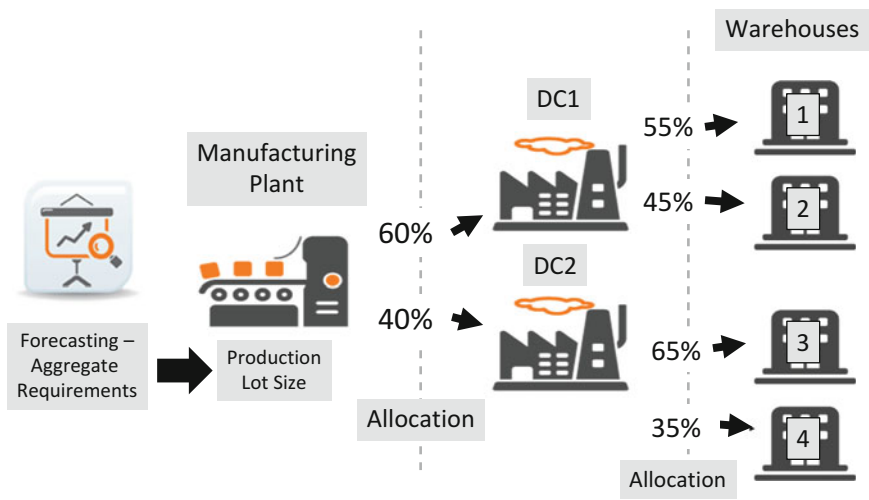 Warehouses
DC1
55%
1
Manufacturing
Plant
45%
2
60%
DC2
40%
Forecasting –
Aggregate
Requirements
Production
Lot Size
65%
3
Allocation
35%
4
Allocation